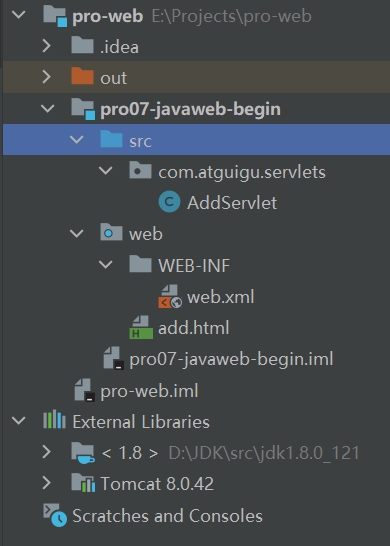 pro-web E:\Projects\pro-web
.idea
out
pro07-javaweb-begin
src
com.atguigu.servlets
AddServlet
web
WEB-INF
web.xml
add.html
pro07-javaweb-begin.iml
pro-web.iml
External Libraries
< 1.8 > D:\JDK\src\jdk1.8.0_121
Tomcat 8.0.42
Scratches and Consoles